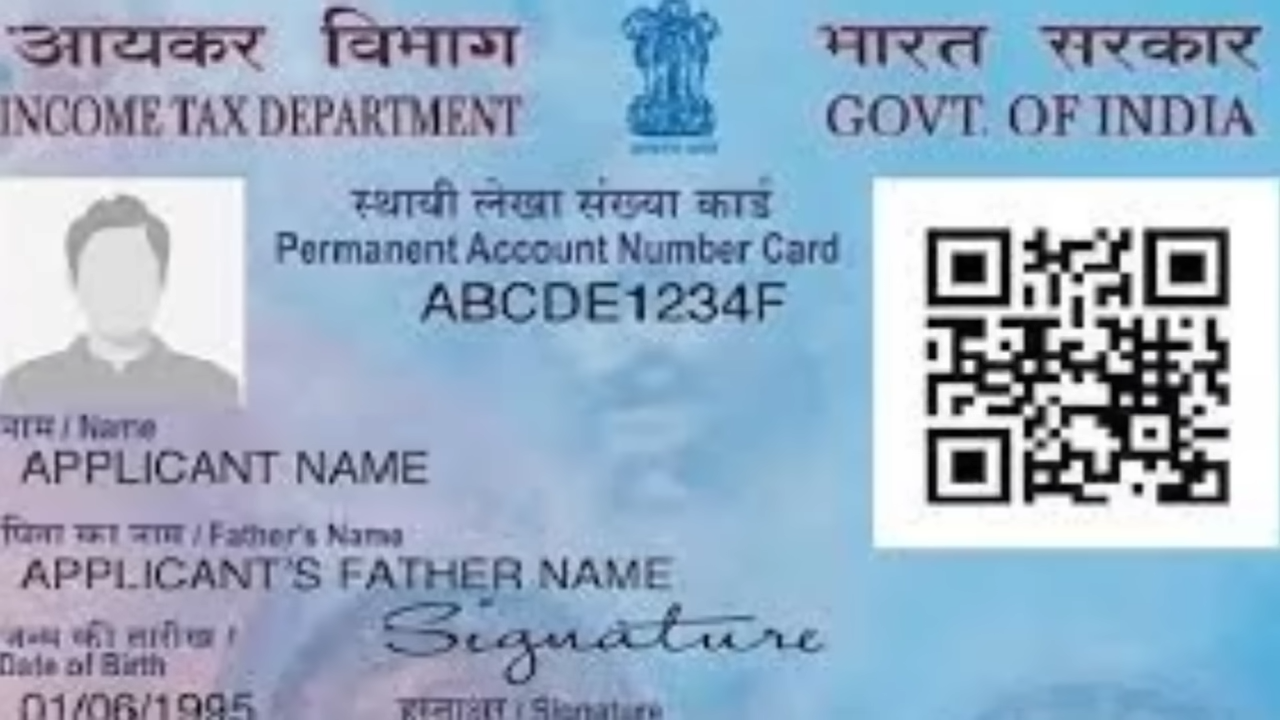 आयकर विभाग
भारत सरकार
INCOME TAX DEPARTMENT
GOVT. OF INDIA
स्थायी लेखा संख्या कार्ड
Permanent Account Number Card
ABCDE1234F
नाम / Name
APPLICANT NAME
पिता का नाम / Father's Name
APPLICANT'S FATHER NAME
Signature
जन्म की तारीख /
Date of Birth
01/06/1995
हस्ताक्षर / Signature